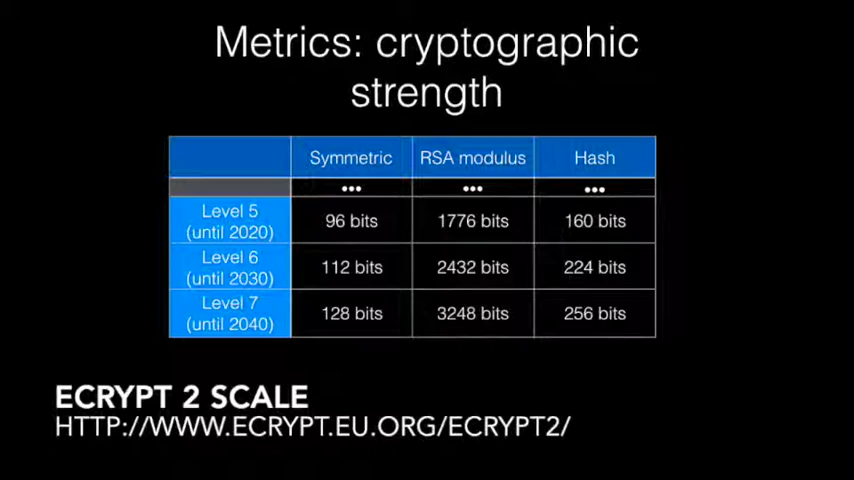 Metrics: cryptographic
strength
Symmetric RSA modulus Hash
••• ••• •••
Level 5
(until 2020) 96 bits 1776 bits 160 bits
Level 6
(until 2030) 112 bits 2432 bits 224 bits
Level 7
(until 2040) 128 bits 3248 bits 256 bits
ECRYPT 2 SCALE
HTTP://WWW.ECRYPT.EU.ORG/ECRYPT2/